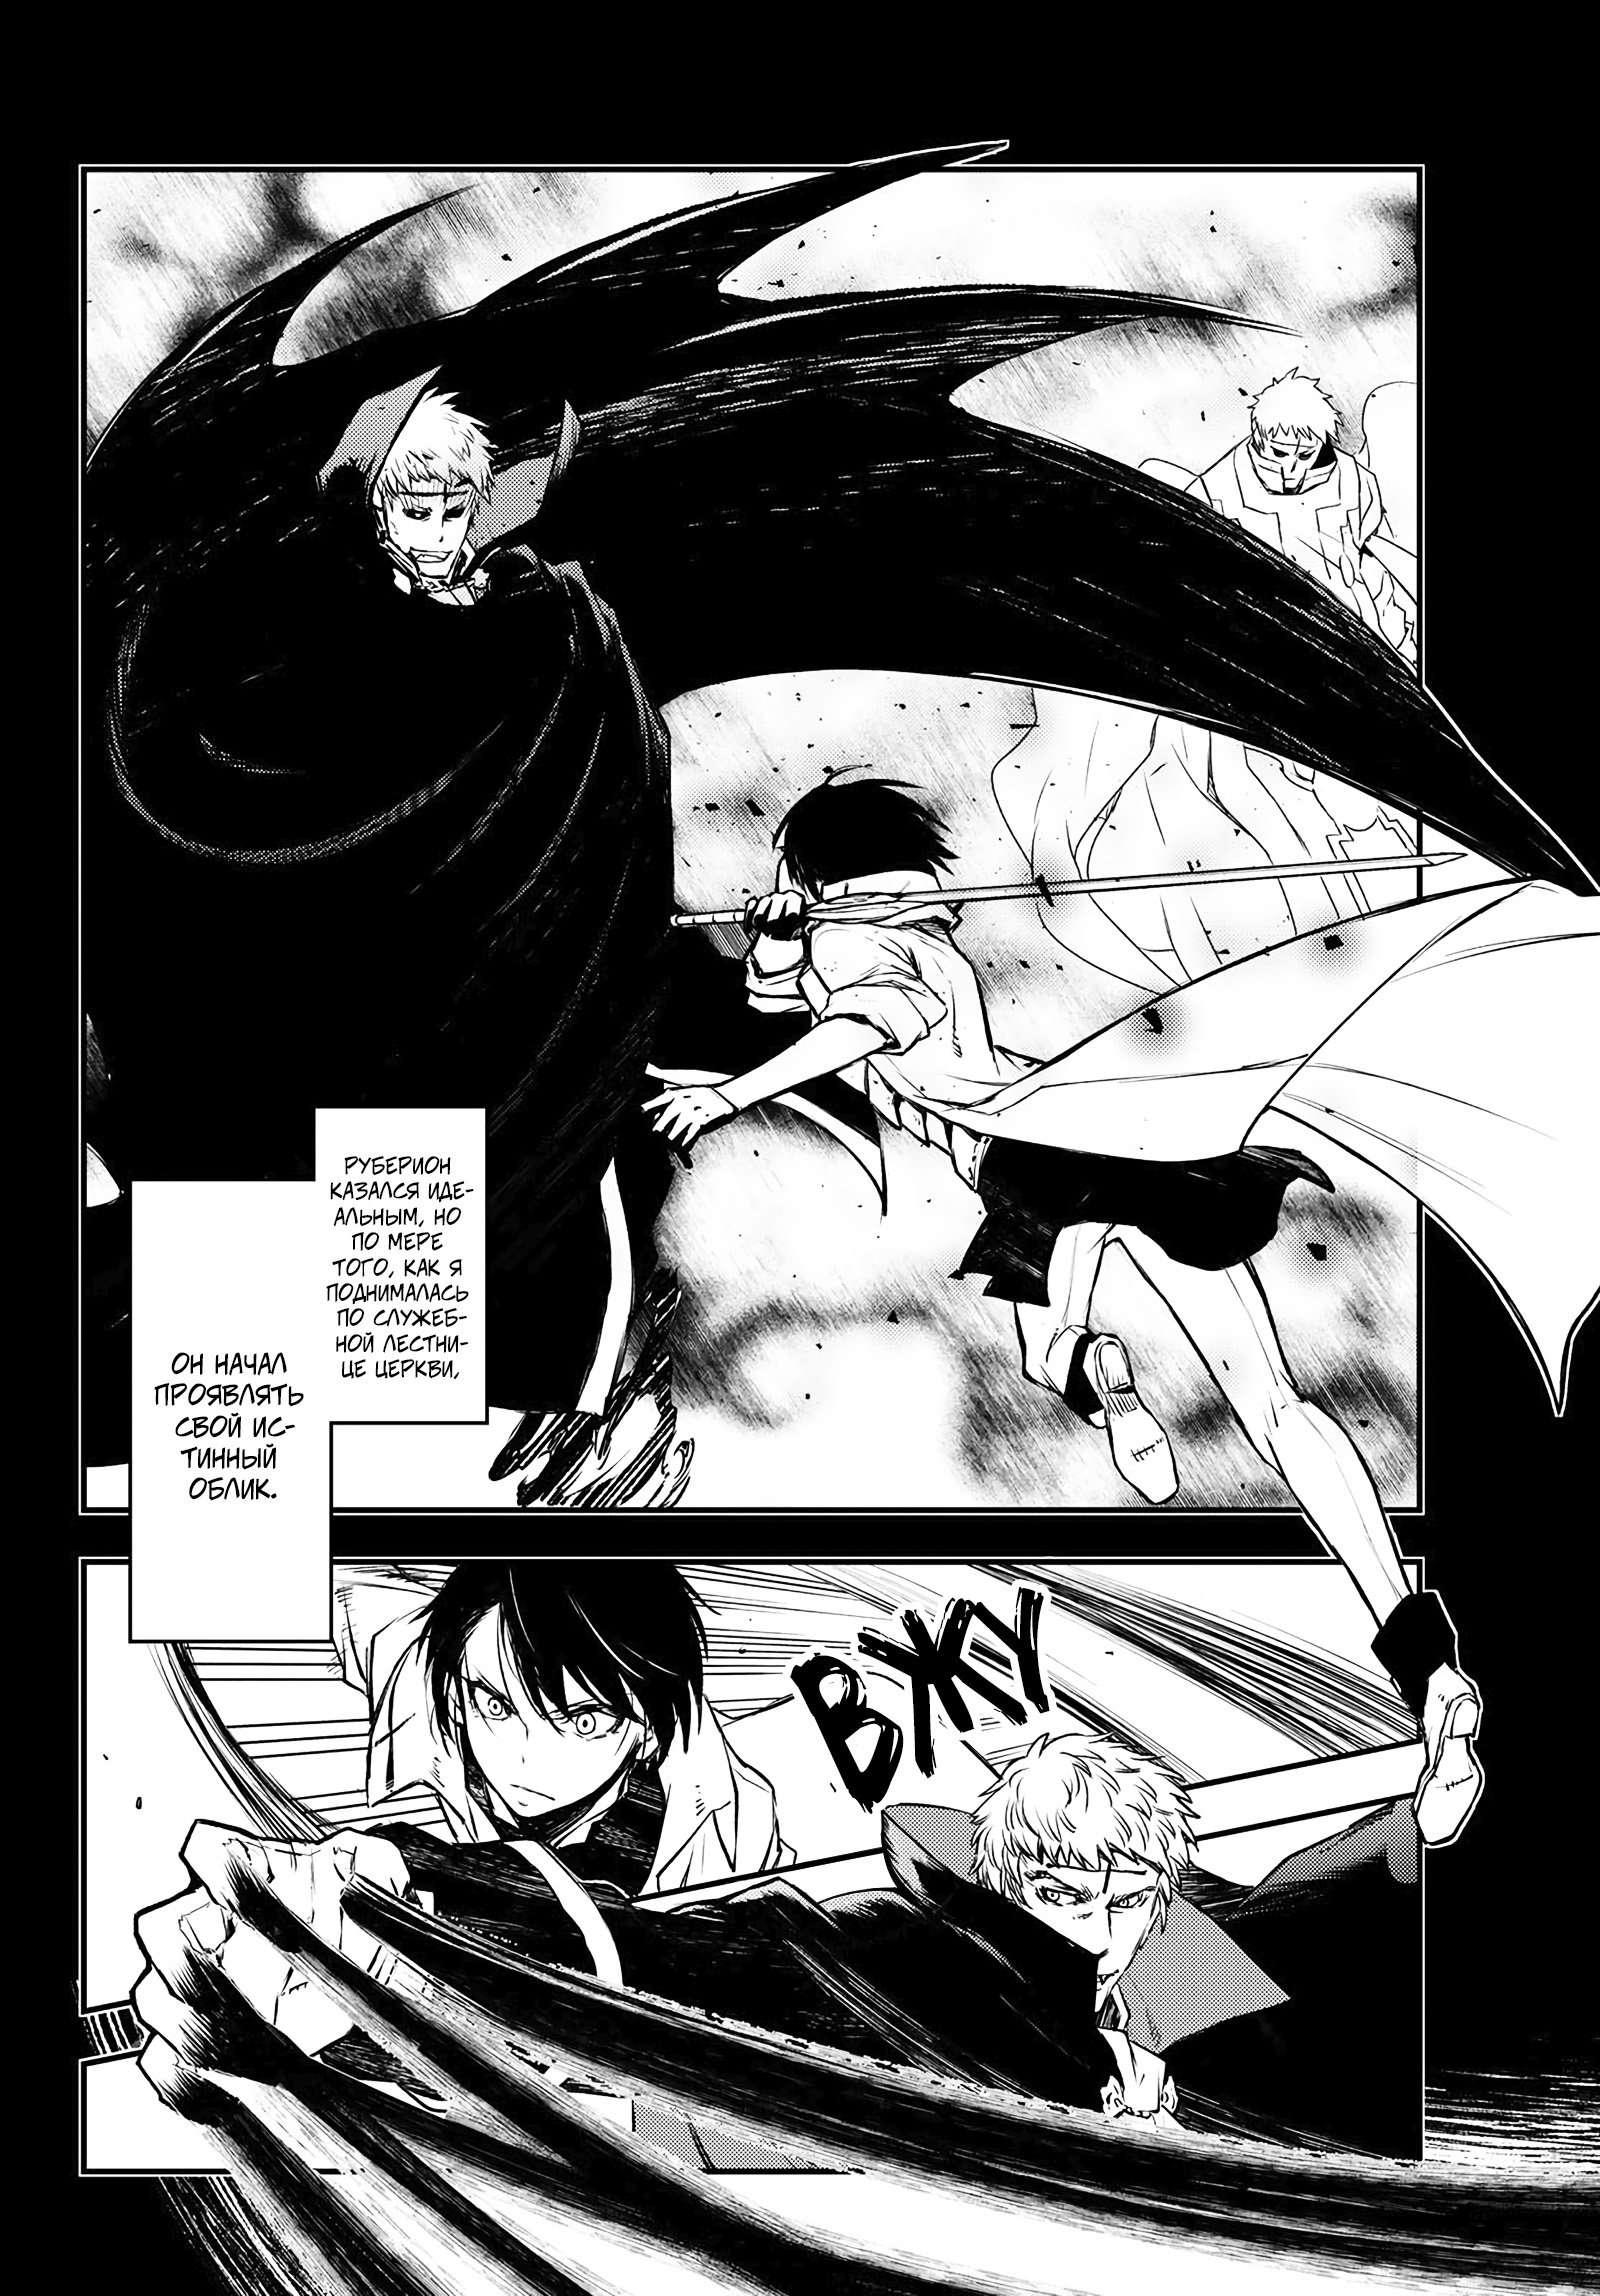 РУБЕРИОН
КАЗАЛСЯ ИДЕ-
АЛЬНЫМ, НО
ПО МЕРЕ
ТОГО, КАК Я
ПОДНИМАЛАСЬ
ПО СЛУЖЕБ-
НОЙ ЛЕСТНИ-
ЦЕ ЦЕРКВИ,
ОН НАЧАЛ
ПРОЯВЛЯТЬ
СВОЙ ИС-
ТИННЫЙ
ОБЛИК.
ВЖУ